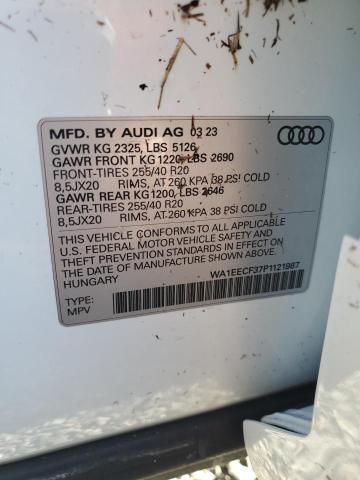 MFD. BY AUDI AG 03 23
GVWR KG 2325, LBS 5126
GAWR FRONT KG 1220, LBS 2690
FRONT-TIRES 255/40 R20
8,5JX20 RIMS, AT 260 KPA 38 PSI COLD
GAWR REAR KG 1200, LBS 2646
REAR-TIRES 255/40 R20
8,5JX20 RIMS, AT 260 KPA 38 PSI COLD
THIS VEHICLE CONFORMS TO ALL APPLICABLE
U.S. FEDERAL MOTOR VEHICLE SAFETY, BUMPER AND
THEFT PREVENTION STANDARDS IN EFFECT ON
THE DATE OF MANUFACTURE SHOWN ABOVE
HUNGARY
WA1EECF37P1121987
TYPE:
MPV